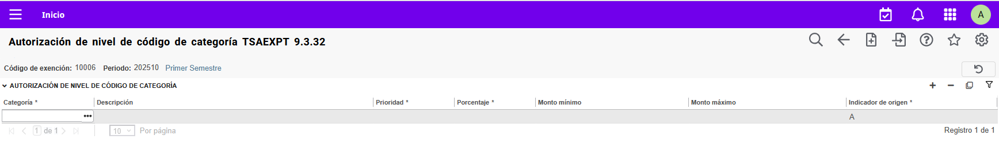 Inicio A
Autorización de nivel de código de categoría TSAEXPT 9.3.32
Código de exención: 10006 Periodo: 202510 Primer Semestre
AUTORIZACIÓN DE NIVEL DE CÓDIGO DE CATEGORÍA
Categoría * Descripción Prioridad * Porcentaje * Monto mínimo Monto máximo Indicador de origen *
A
1 de 1 10 Por página Registro 1 de 1